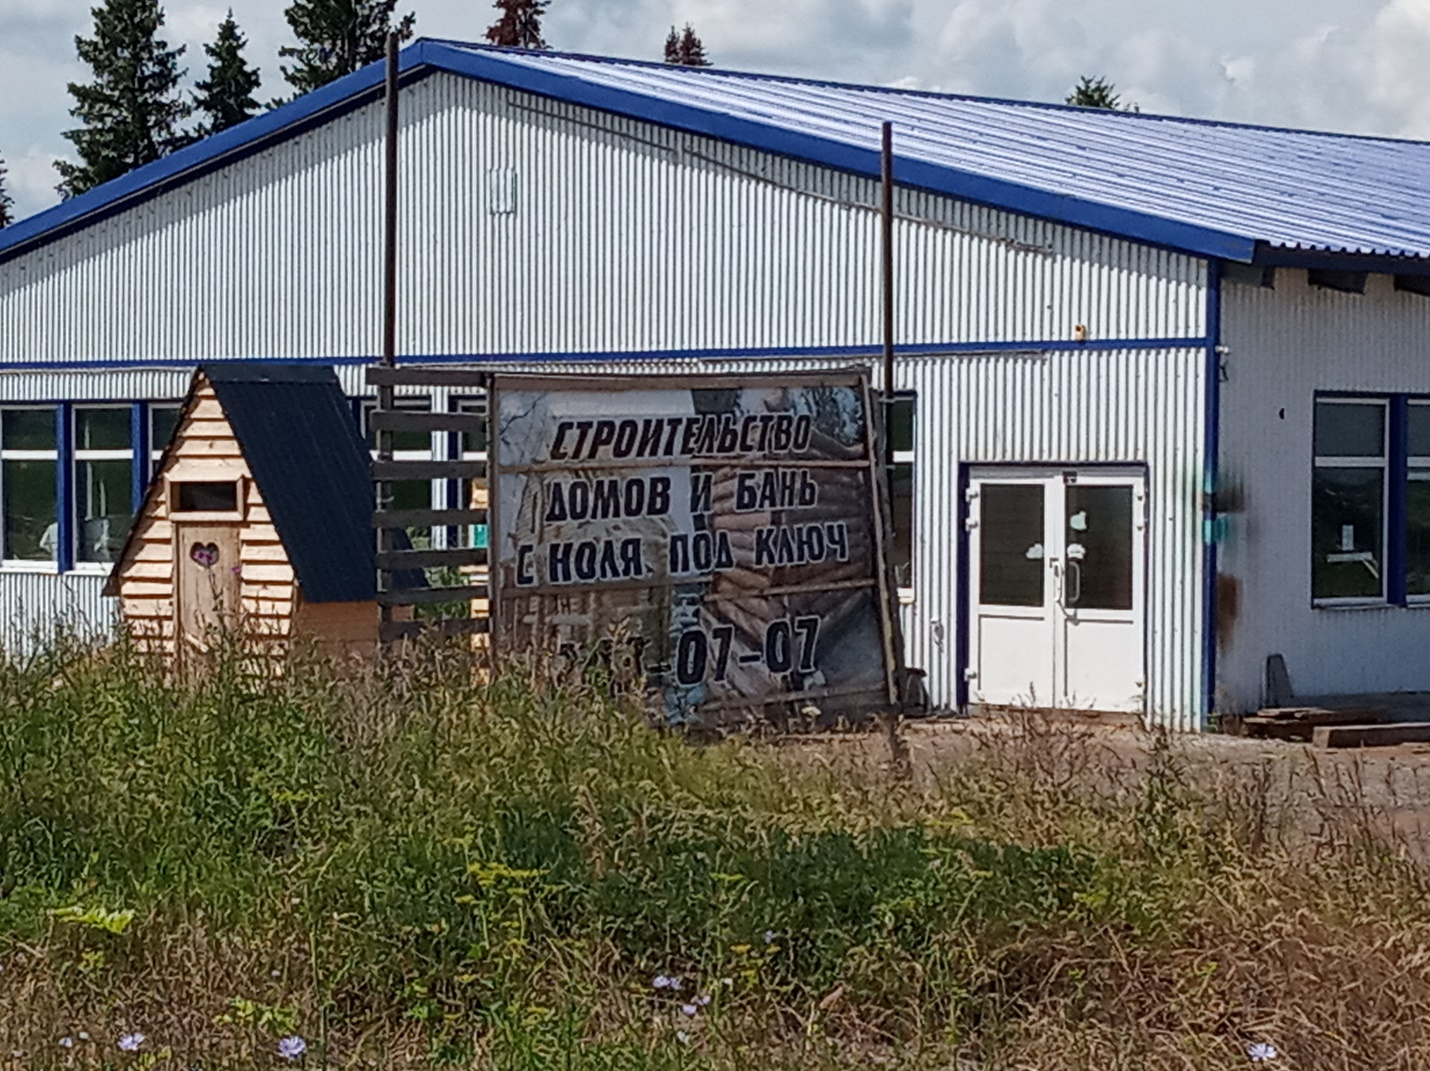 СТРОИТЕЛЬСТВО
ДОМОВ И БАНЬ
С НОЛЯ ПОД КЛЮЧ
-07-07